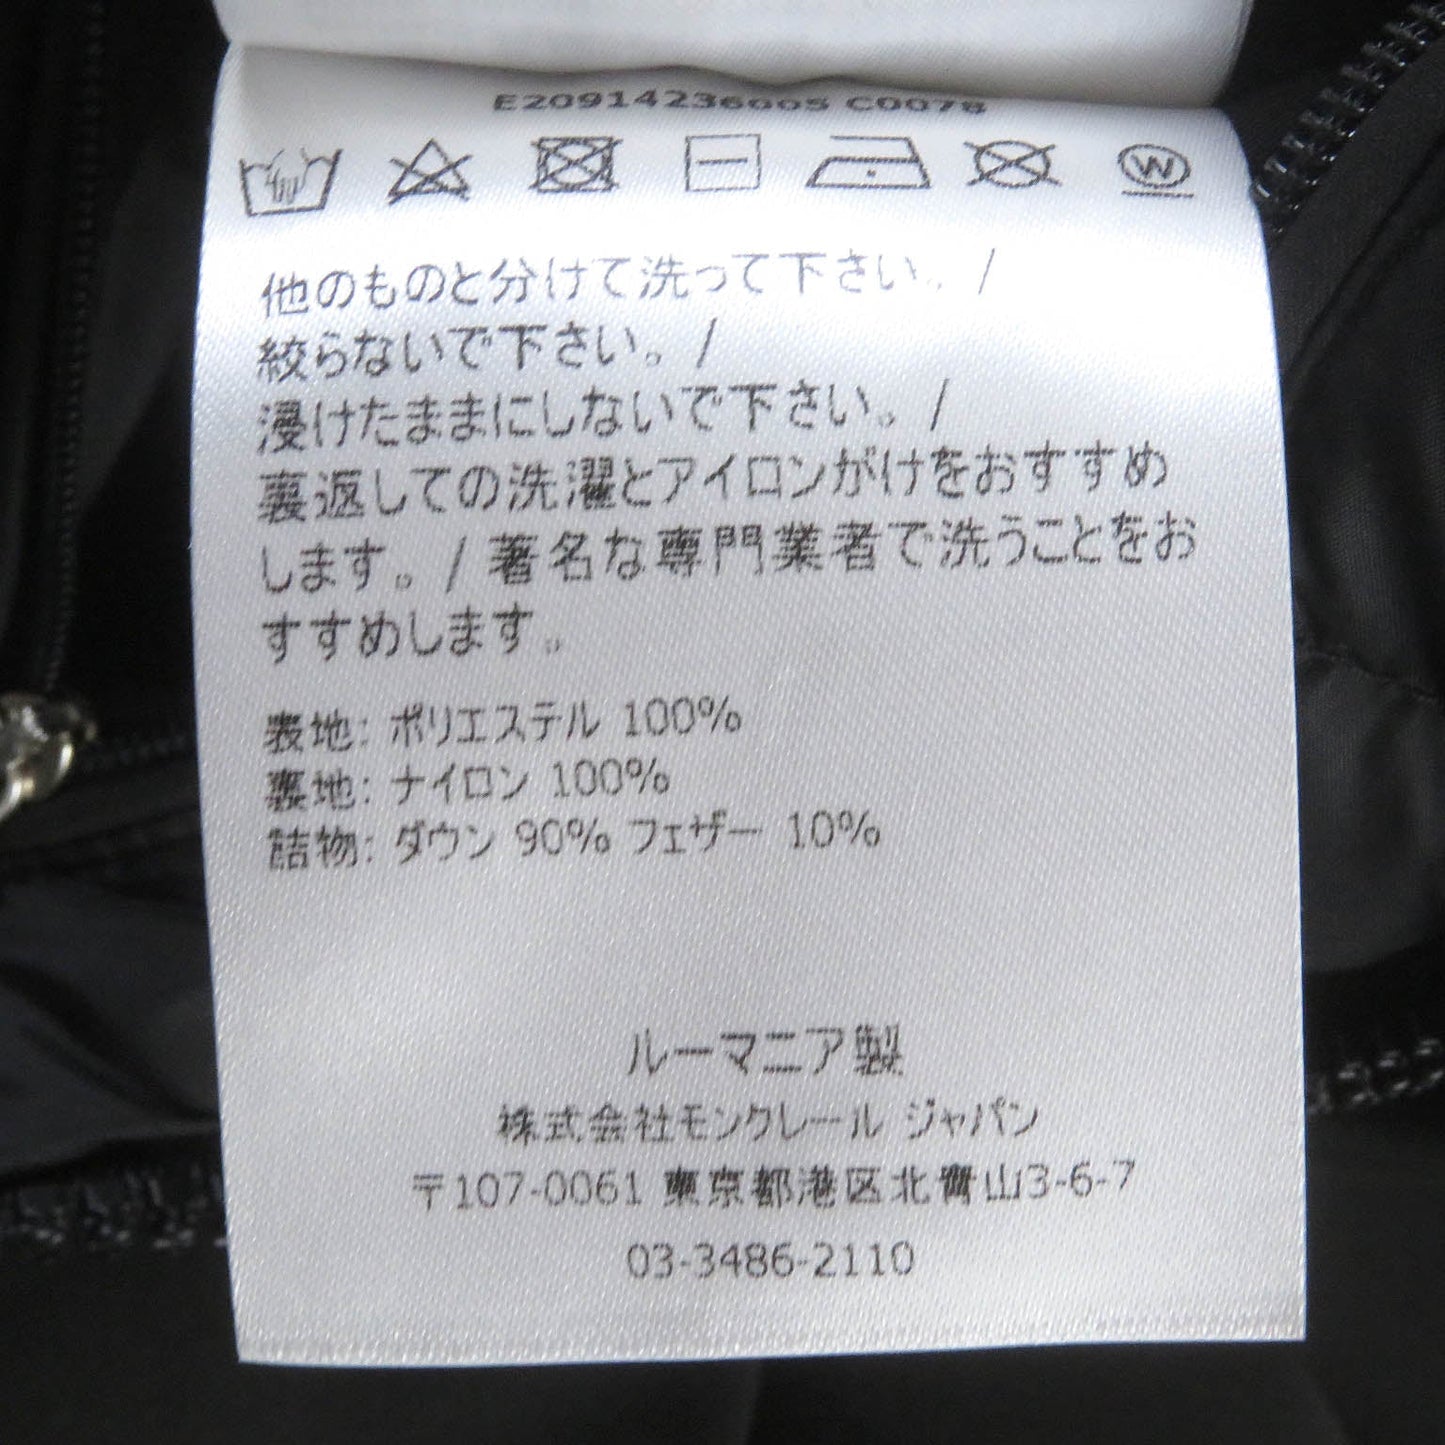 E20914236005 C0078
W
他のものと分けて洗って下さい。/
絞らないで下さい。/
浸けたままにしないで下さい。/
裏返しての洗濯とアイロンがけをおすすめ
します。/ 著名な専門業者で洗うことをお
すすめします。
表地: ポリエステル 100%
裏地: ナイロン 100%
詰物: ダウン 90% フェザー 10%
ルーマニア製
株式会社モンクレール ジャパン
〒107-0061 東京都港区北青山3-6-7
03-3486-2110